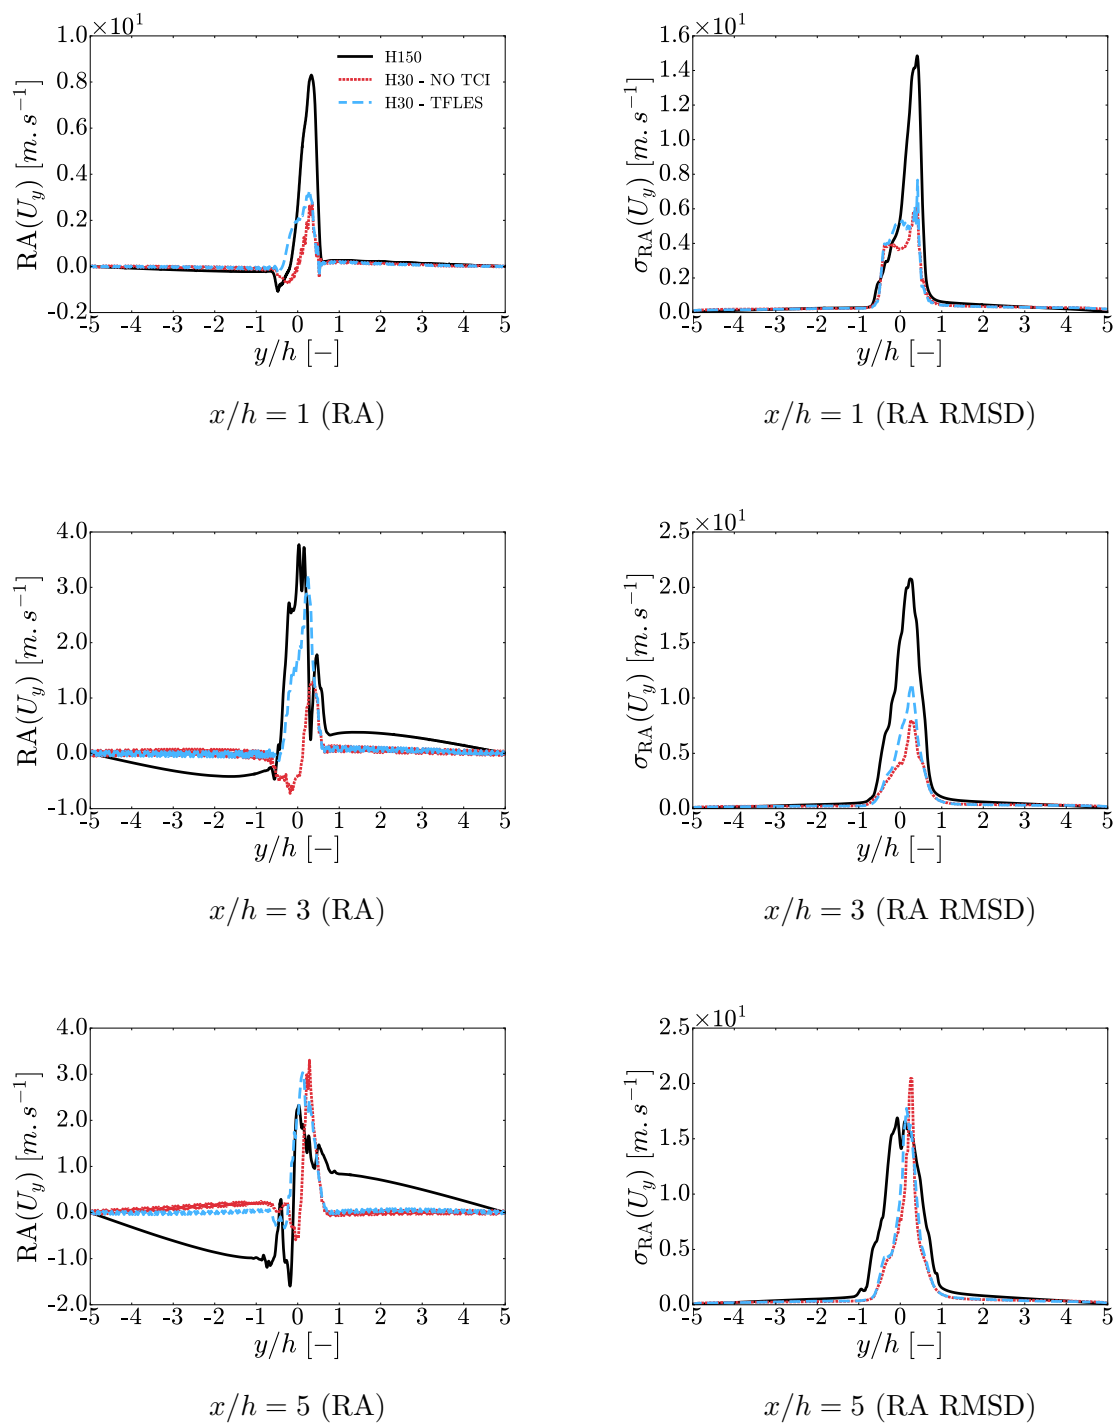 ×10¹
1.0
0.8
0.6
0.4
0.2
0.0
-0.2
-5 -4 -3 -2 -1 0 1 2 3 4 5
RA(U_y) [m.s⁻¹]
y/h [−]
H150
H30 - NO TCI
H30 - TFLES
x/h = 1 (RA)
×10¹
1.6
1.4
1.2
1.0
0.8
0.6
0.4
0.2
0.0
-5 -4 -3 -2 -1 0 1 2 3 4 5
σ_RA(U_y) [m.s⁻¹]
y/h [−]
x/h = 1 (RA RMSD)
4.0
3.0
2.0
1.0
0.0
-1.0
-5 -4 -3 -2 -1 0 1 2 3 4 5
RA(U_y) [m.s⁻¹]
y/h [−]
x/h = 3 (RA)
×10¹
2.5
2.0
1.5
1.0
0.5
0.0
-5 -4 -3 -2 -1 0 1 2 3 4 5
σ_RA(U_y) [m.s⁻¹]
y/h [−]
x/h = 3 (RA RMSD)
4.0
3.0
2.0
1.0
0.0
-1.0
-2.0
-5 -4 -3 -2 -1 0 1 2 3 4 5
RA(U_y) [m.s⁻¹]
y/h [−]
x/h = 5 (RA)
×10¹
2.5
2.0
1.5
1.0
0.5
0.0
-5 -4 -3 -2 -1 0 1 2 3 4 5
σ_RA(U_y) [m.s⁻¹]
y/h [−]
x/h = 5 (RA RMSD)